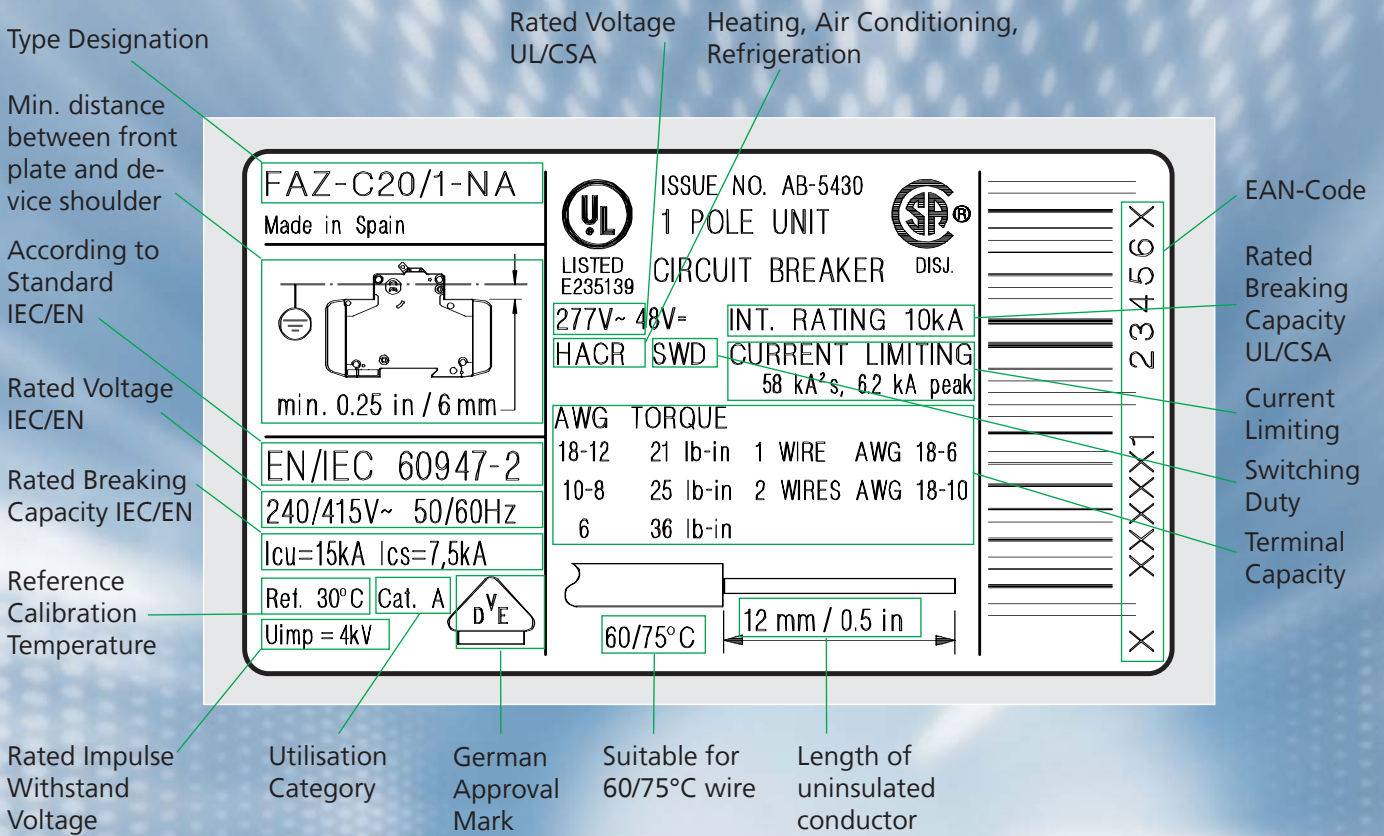 Type Designation
Rated Voltage
UL/CSA
Heating, Air Conditioning,
Refrigeration
Min. distance
between front
plate and de-
vice shoulder
According to
Standard
IEC/EN
Rated Voltage
IEC/EN
Rated Breaking
Capacity IEC/EN
Reference
Calibration
Temperature
Rated Impulse
Withstand
Voltage
FAZ-C20/1-NA
Made in Spain
min. 0.25 in / 6 mm
EN/IEC 60947-2
240/415V~ 50/60Hz
Icu=15kA Ics=7,5kA
Ref. 30°C Cat. A
DVE
Uimp = 4kV
UL
LISTED
E235139
ISSUE NO. AB-5430
1 POLE UNIT
CIRCUIT BREAKER
SA®
DISJ.
277V~ 48V= INT. RATING 10kA
HACR SWD CURRENT LIMITING
58 kA²s, 6.2 kA peak
AWG TORQUE
18-12 21 lb-in 1 WIRE AWG 18-6
10-8 25 lb-in 2 WIRES AWG 18-10
6 36 lb-in
60/75°C
12 mm / 0.5 in
X XXXXX1 23456X
EAN-Code
Rated
Breaking
Capacity
UL/CSA
Current
Limiting
Switching
Duty
Terminal
Capacity
Utilisation
Category
German
Approval
Mark
Suitable for
60/75°C wire
Length of
uninsulated
conductor